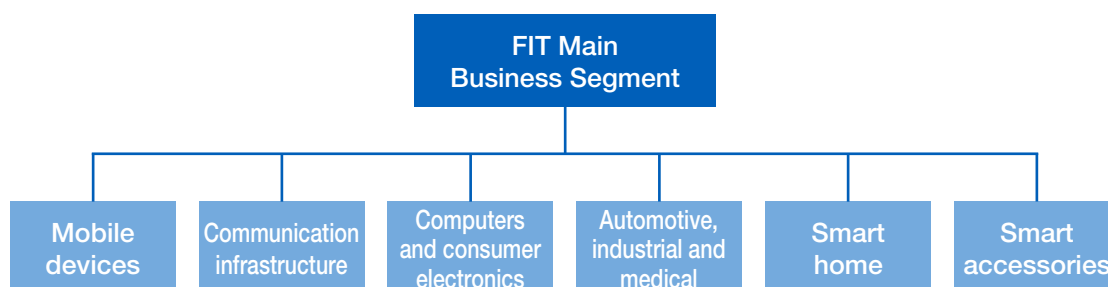 FIT Main
Business Segment
Mobile
devices
Communication
infrastructure
Computers
and consumer
electronics
Automotive,
industrial and
medical
Smart
home
Smart
accessories